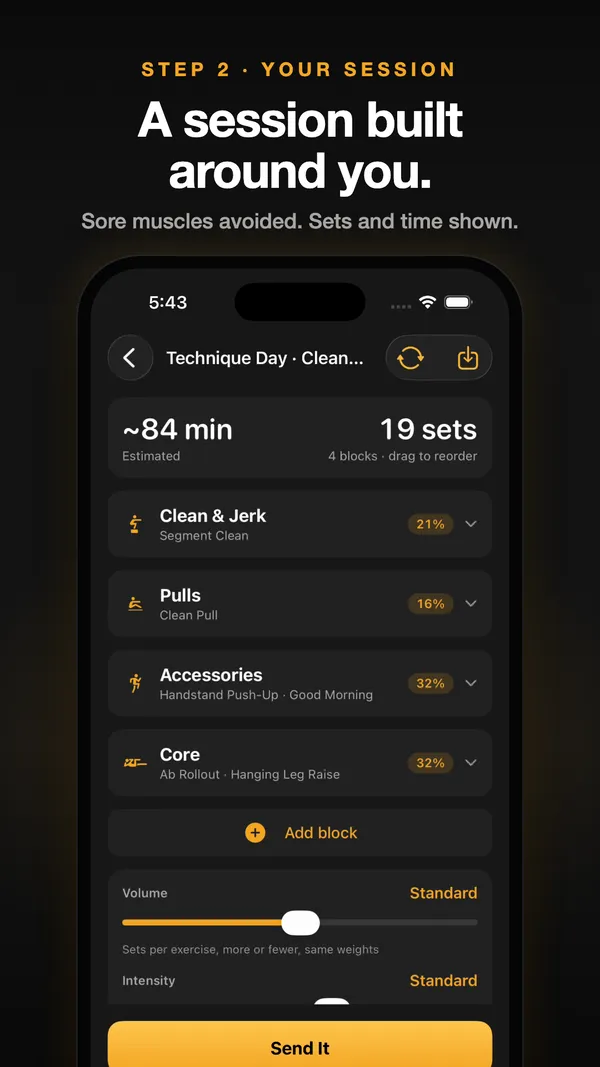 STEP 2 · YOUR SESSION
A session built
around you.
Sore muscles avoided. Sets and time shown.
5:43
Technique Day · Clean...
~84 min
19 sets
Estimated
4 blocks · drag to reorder
Clean & Jerk
Segment Clean
21%
Pulls
Clean Pull
16%
Accessories
Handstand Push-Up · Good Morning
32%
Core
Ab Rollout · Hanging Leg Raise
32%
Add block
Volume
Standard
Sets per exercise, more or fewer, same weights
Intensity
Standard
Send It